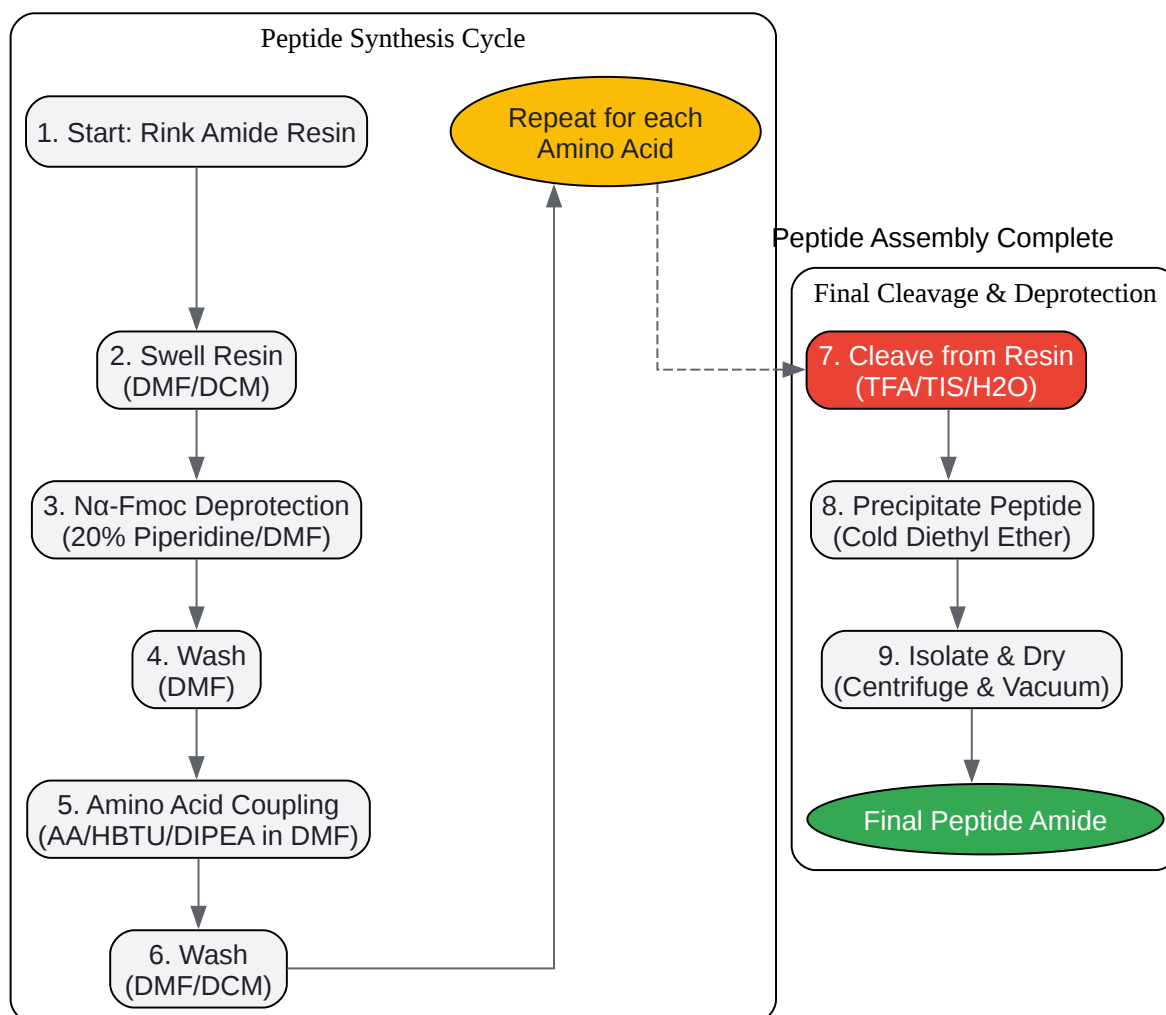 Peptide Synthesis Cycle
1. Start: Rink Amide Resin
2. Swell Resin
(DMF/DCM)
3. Nα-Fmoc Deprotection
(20% Piperidine/DMF)
4. Wash
(DMF)
5. Amino Acid Coupling
(AA/HBTU/DIPEA in DMF)
6. Wash
(DMF/DCM)
Repeat for each
Amino Acid
Peptide Assembly Complete
Final Cleavage & Deprotection
7. Cleave from Resin
(TFA/TIS/H2O)
8. Precipitate Peptide
(Cold Diethyl Ether)
9. Isolate & Dry
(Centrifuge & Vacuum)
Final Peptide Amide